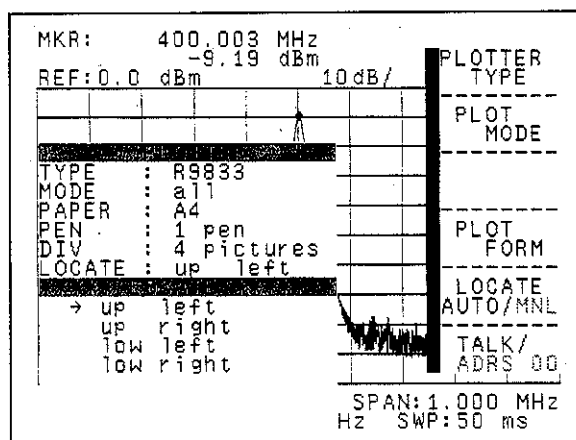 MKR: 400.003 MHz
-9.19 dBm
REF:0.0 dBm 10dB/
TYPE : R9833
MODE : all
PAPER : A4
PEN : 1 pen
DIV : 4 pictures
LOCATE : up left
→ up left
up right
low left
low right
PLOTTER
TYPE
PLOT
MODE
PLOT
FORM
LOCATE
AUTO/MNL
TALK/
ADRS 00
SPAN:1.000 MHz
Hz SWP:50 ms